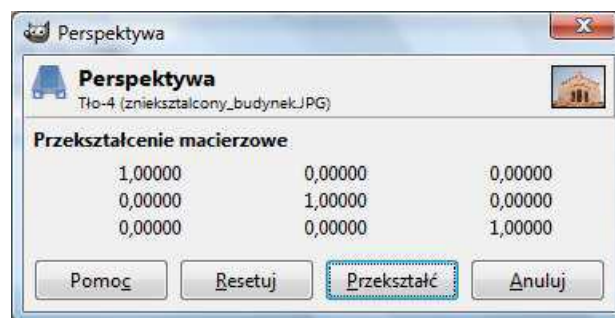 Perspektywa
Perspektywa
Tło-4 (znieksztalcony_budynek.JPG)
Przekształcenie macierzowe
1,00000 0,00000 0,00000
0,00000 1,00000 0,00000
0,00000 0,00000 1,00000
Pomoc Resetuj Przekształć Anuluj